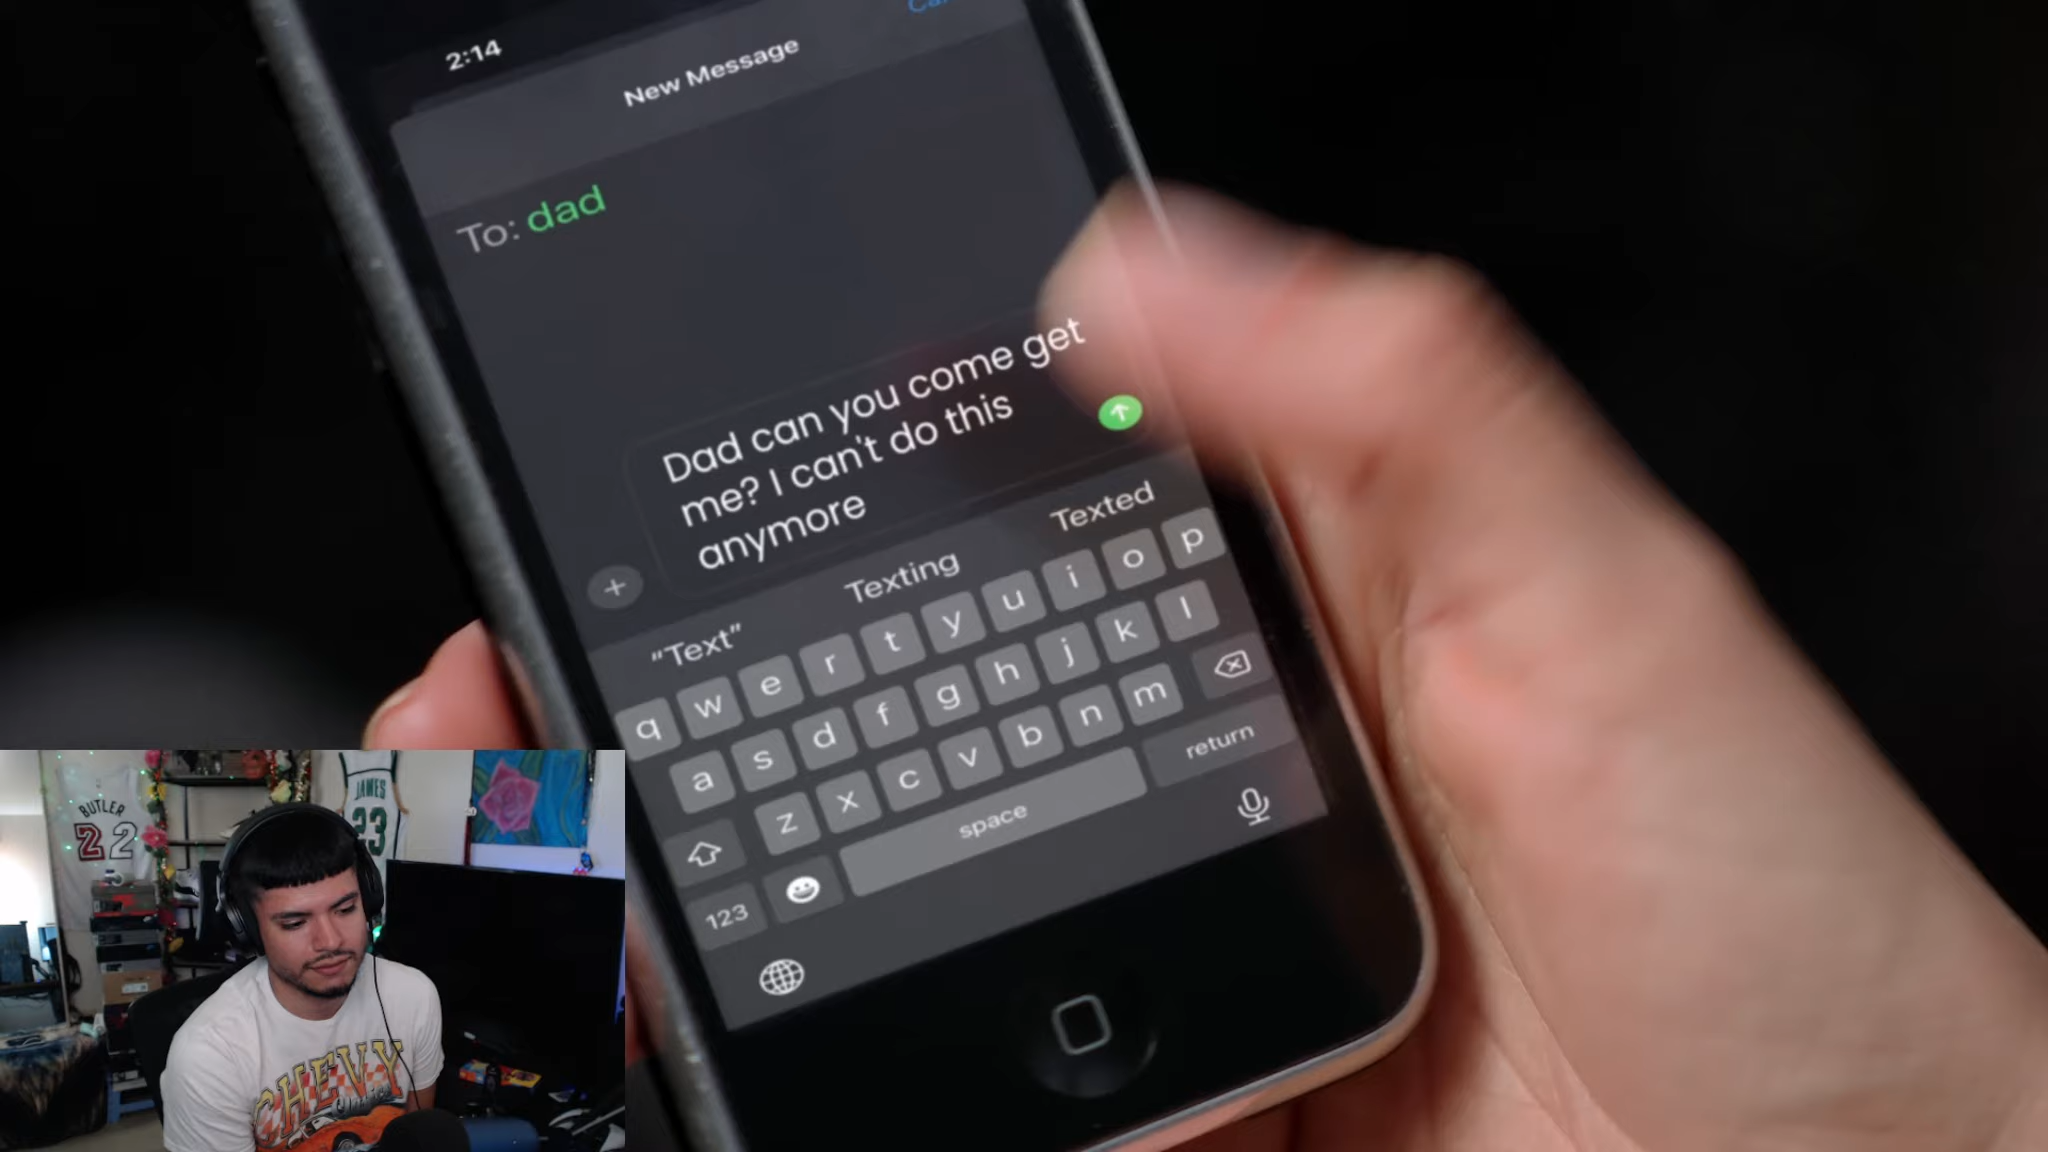 2:14
New Message
To: dad
Dad can you come get
me? I can't do this
anymore
"Text"
Texting
Texted
q w e r t y u i o p
a s d f g h j k l
z x c v b n m
123
space
return
BUTLER
22
JAMES
23
CHEVY